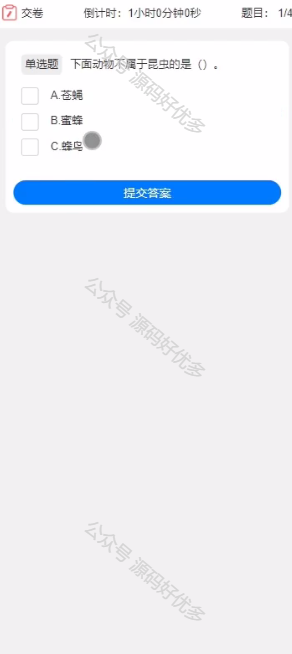 交卷 倒计时：1小时0分钟0秒 题目： 1/4
单选题 下面动物不属于昆虫的是（）。
A.苍蝇
B.蜜蜂
C.蜂鸟
提交答案
公众号 源码好优多
公众号 源码好优多
公众号 源码好优多